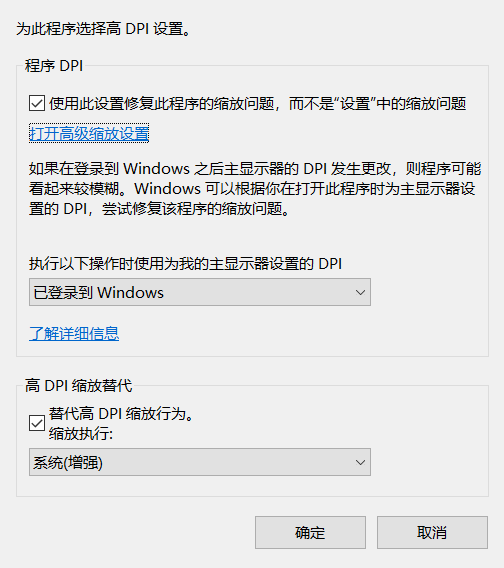 为此程序选择高 DPI 设置。
程序 DPI
使用此设置修复此程序的缩放问题，而不是“设置”中的缩放问题
打开高级缩放设置
如果在登录到 Windows 之后主显示器的 DPI 发生更改，则程序可能
看起来较模糊。Windows 可以根据你在打开此程序时为主显示器设
置的 DPI，尝试修复该程序的缩放问题。
执行以下操作时使用为我的主显示器设置的 DPI
已登录到 Windows
了解详细信息
高 DPI 缩放替代
替代高 DPI 缩放行为。
缩放执行:
系统(增强)
确定
取消